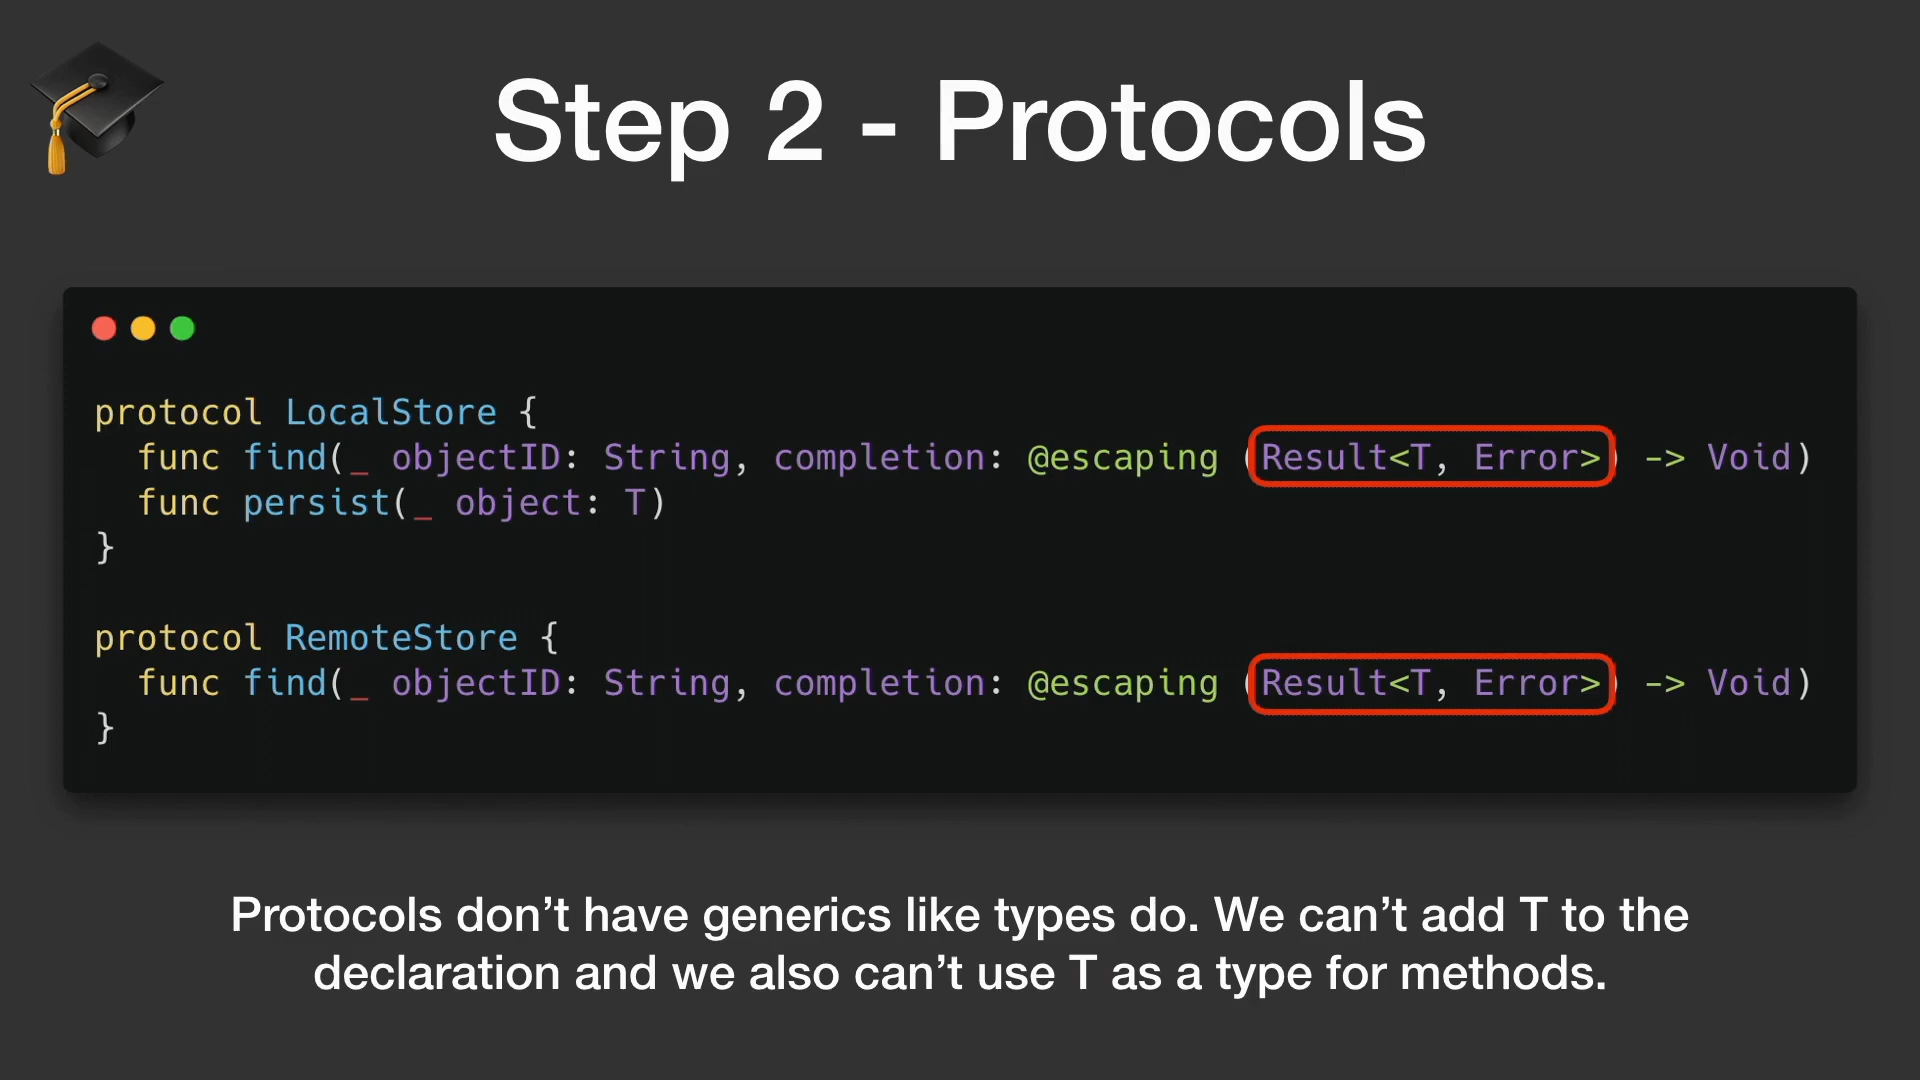 Step 2 - Protocols
protocol LocalStore {
  func find(_ objectID: String, completion: @escaping (Result<T, Error>) -> Void)
  func persist(_ object: T)
}
protocol RemoteStore {
  func find(_ objectID: String, completion: @escaping (Result<T, Error>) -> Void)
}
Protocols don’t have generics like types do. We can’t add T to the
declaration and we also can’t use T as a type for methods.